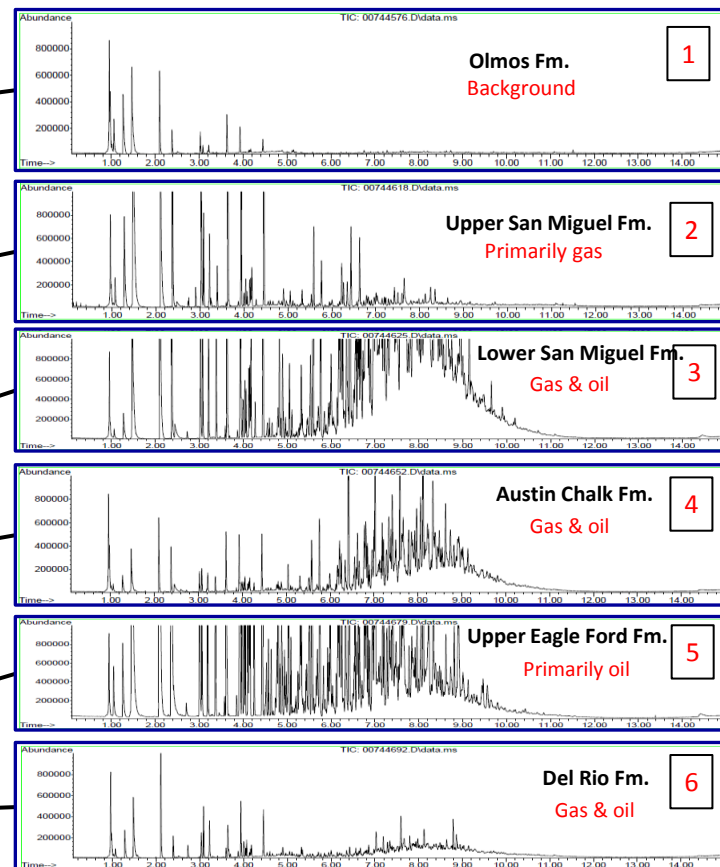 Abundance
TIC: 00744576.D\data.ms
800000
600000
400000
200000
Olmos Fm.
Background
1
Time-->
1.00 2.00 3.00 4.00 5.00 6.00 7.00 8.00 9.00 10.00 11.00 12.00 13.00 14.00
Abundance
TIC: 00744618.D\data.ms
800000
600000
400000
200000
Upper San Miguel Fm.
Primarily gas
2
Time-->
1.00 2.00 3.00 4.00 5.00 6.00 7.00 8.00 9.00 10.00 11.00 12.00 13.00 14.00
Abundance
TIC: 00744625.D\data.ms
800000
600000
400000
200000
Lower San Miguel Fm.
Gas & oil
3
Time-->
1.00 2.00 3.00 4.00 5.00 6.00 7.00 8.00 9.00 10.00 11.00 12.00 13.00 14.00
Abundance
TIC: 00744652.D\data.ms
800000
600000
400000
200000
Austin Chalk Fm.
Gas & oil
4
Time-->
1.00 2.00 3.00 4.00 5.00 6.00 7.00 8.00 9.00 10.00 11.00 12.00 13.00 14.00
Abundance
TIC: 00744679.D\data.ms
800000
600000
400000
200000
Upper Eagle Ford Fm.
Primarily oil
5
Time-->
1.00 2.00 3.00 4.00 5.00 6.00 7.00 8.00 9.00 10.00 11.00 12.00 13.00 14.00
Abundance
TIC: 00744692.D\data.ms
800000
600000
400000
200000
Del Rio Fm.
Gas & oil
6
Time-->
1.00 2.00 3.00 4.00 5.00 6.00 7.00 8.00 9.00 10.00 11.00 12.00 13.00 14.00